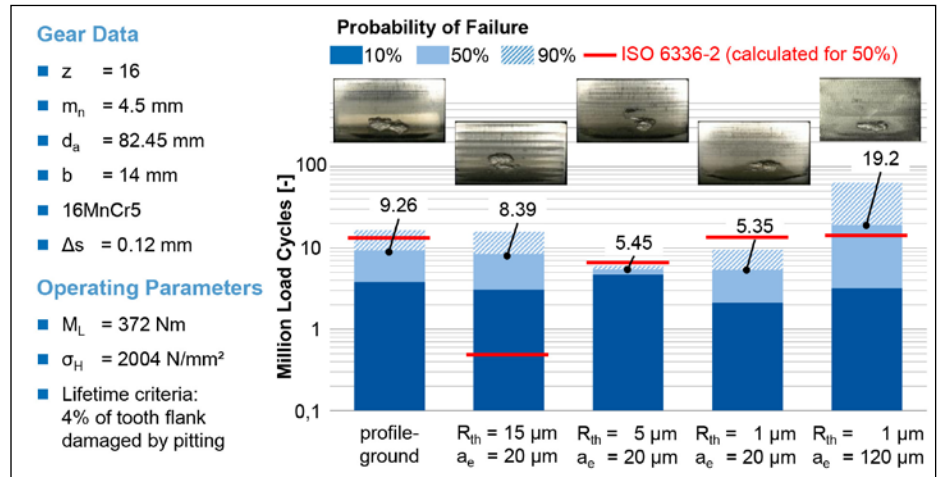 Gear Data
z = 16
mn = 4.5 mm
da = 82.45 mm
b = 14 mm
16MnCr5
Δs = 0.12 mm
Operating Parameters
ML = 372 Nm
σH = 2004 N/mm²
Lifetime criteria:
4% of tooth flank
damaged by pitting
Probability of Failure
10% 50% 90% ISO 6336-2 (calculated for 50%)
Million Load Cycles [-]
100
10
1
0,1
9.26
8.39
5.45
5.35
19.2
profile-
ground
Rth = 15 µm
ae = 20 µm
Rth = 5 µm
ae = 20 µm
Rth = 1 µm
ae = 20 µm
Rth = 1 µm
ae = 120 µm